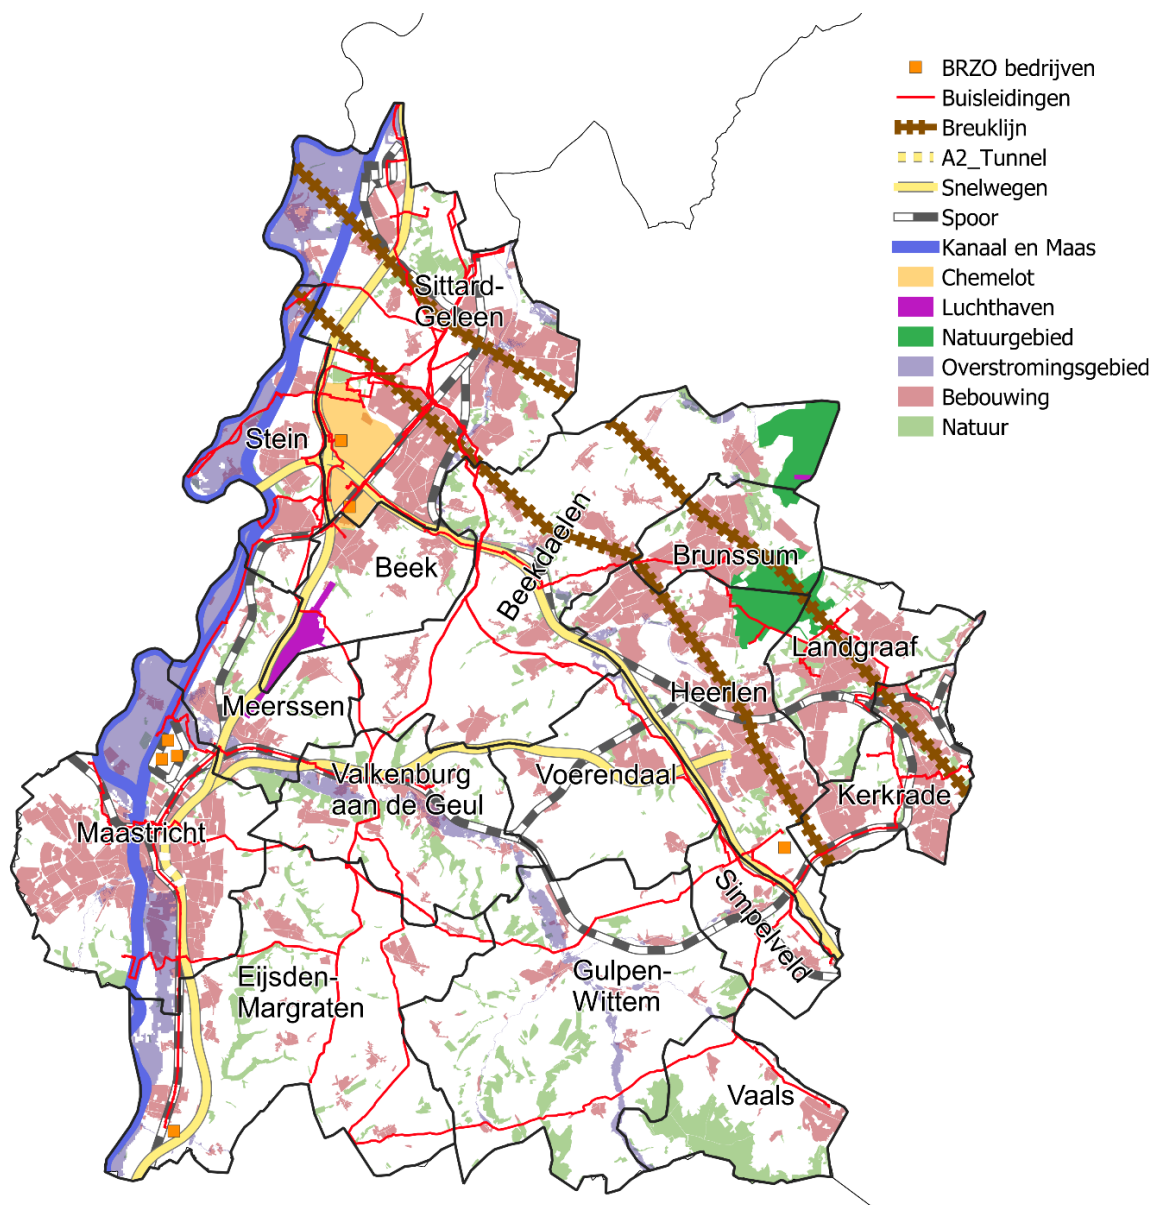 BRZO bedrijven
Buisleidingen
Breuklijn
A2_Tunnel
Snelwegen
Spoor
Kanaal en Maas
Chemelot
Luchthaven
Natuurgebied
Overstromingsgebied
Bebouwing
Natuur
Sittard-
Geleen
Stein
Beek
Beekdaelen
Brunssum
Landgraaf
Heerlen
Meerssen
Valkenburg
aan de Geul
Voerendaal
Kerkrade
Maastricht
Simpelveld
Eijsden-
Margraten
Gulpen-
Wittem
Vaals